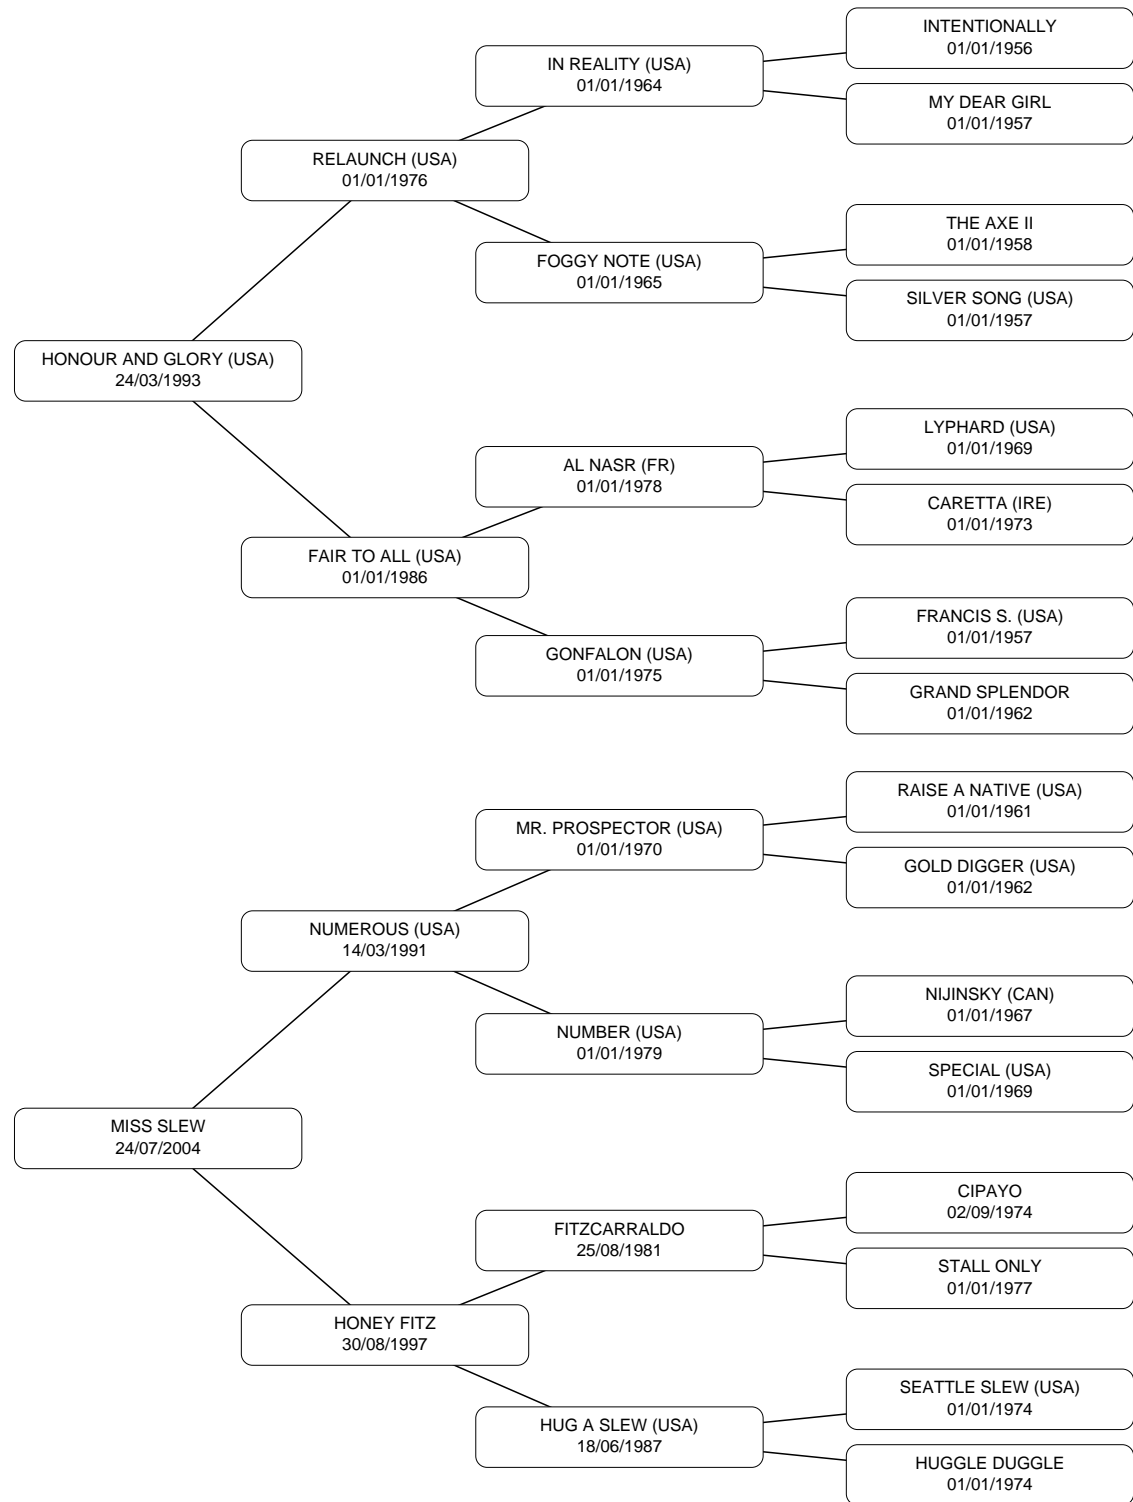 INTENTIONALLY
01/01/1956
IN REALITY (USA)
01/01/1964
MY DEAR GIRL
01/01/1957
RELAUNCH (USA)
01/01/1976
THE AXE II
01/01/1958
FOGGY NOTE (USA)
01/01/1965
SILVER SONG (USA)
01/01/1957
HONOUR AND GLORY (USA)
24/03/1993
LYPHARD (USA)
01/01/1969
AL NASR (FR)
01/01/1978
CARETTA (IRE)
01/01/1973
FAIR TO ALL (USA)
01/01/1986
FRANCIS S. (USA)
01/01/1957
GONFALON (USA)
01/01/1975
GRAND SPLENDOR
01/01/1962
RAISE A NATIVE (USA)
01/01/1961
MR. PROSPECTOR (USA)
01/01/1970
GOLD DIGGER (USA)
01/01/1962
NUMEROUS (USA)
14/03/1991
NIJINSKY (CAN)
01/01/1967
NUMBER (USA)
01/01/1979
SPECIAL (USA)
01/01/1969
MISS SLEW
24/07/2004
CIPAYO
02/09/1974
FITZCARRALDO
25/08/1981
STALL ONLY
01/01/1977
HONEY FITZ
30/08/1997
SEATTLE SLEW (USA)
01/01/1974
HUG A SLEW (USA)
18/06/1987
HUGGLE DUGGLE
01/01/1974